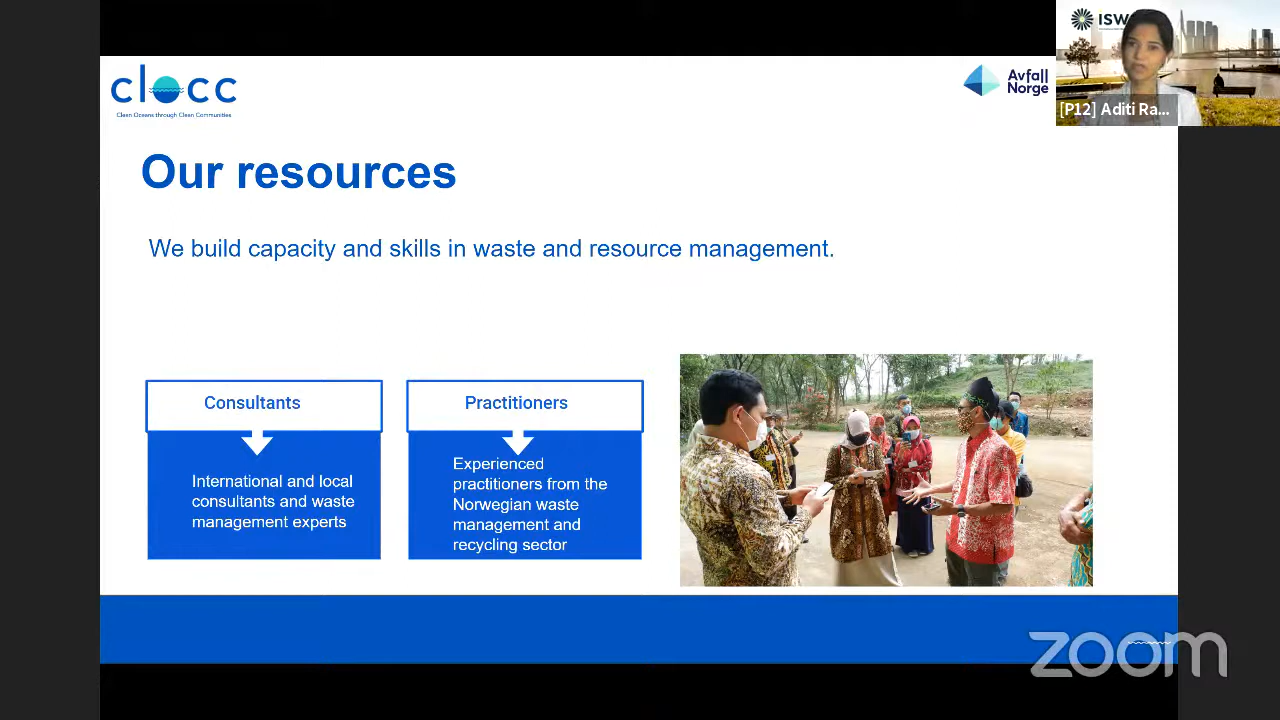 clocc
Clean Oceans through Clean Communities
Avfall
Norge
ISW
[P12] Aditi Ra...
Our resources
We build capacity and skills in waste and resource management.
Consultants
International and local
consultants and waste
management experts
Practitioners
Experienced
practitioners from the
Norwegian waste
management and
recycling sector
zoom